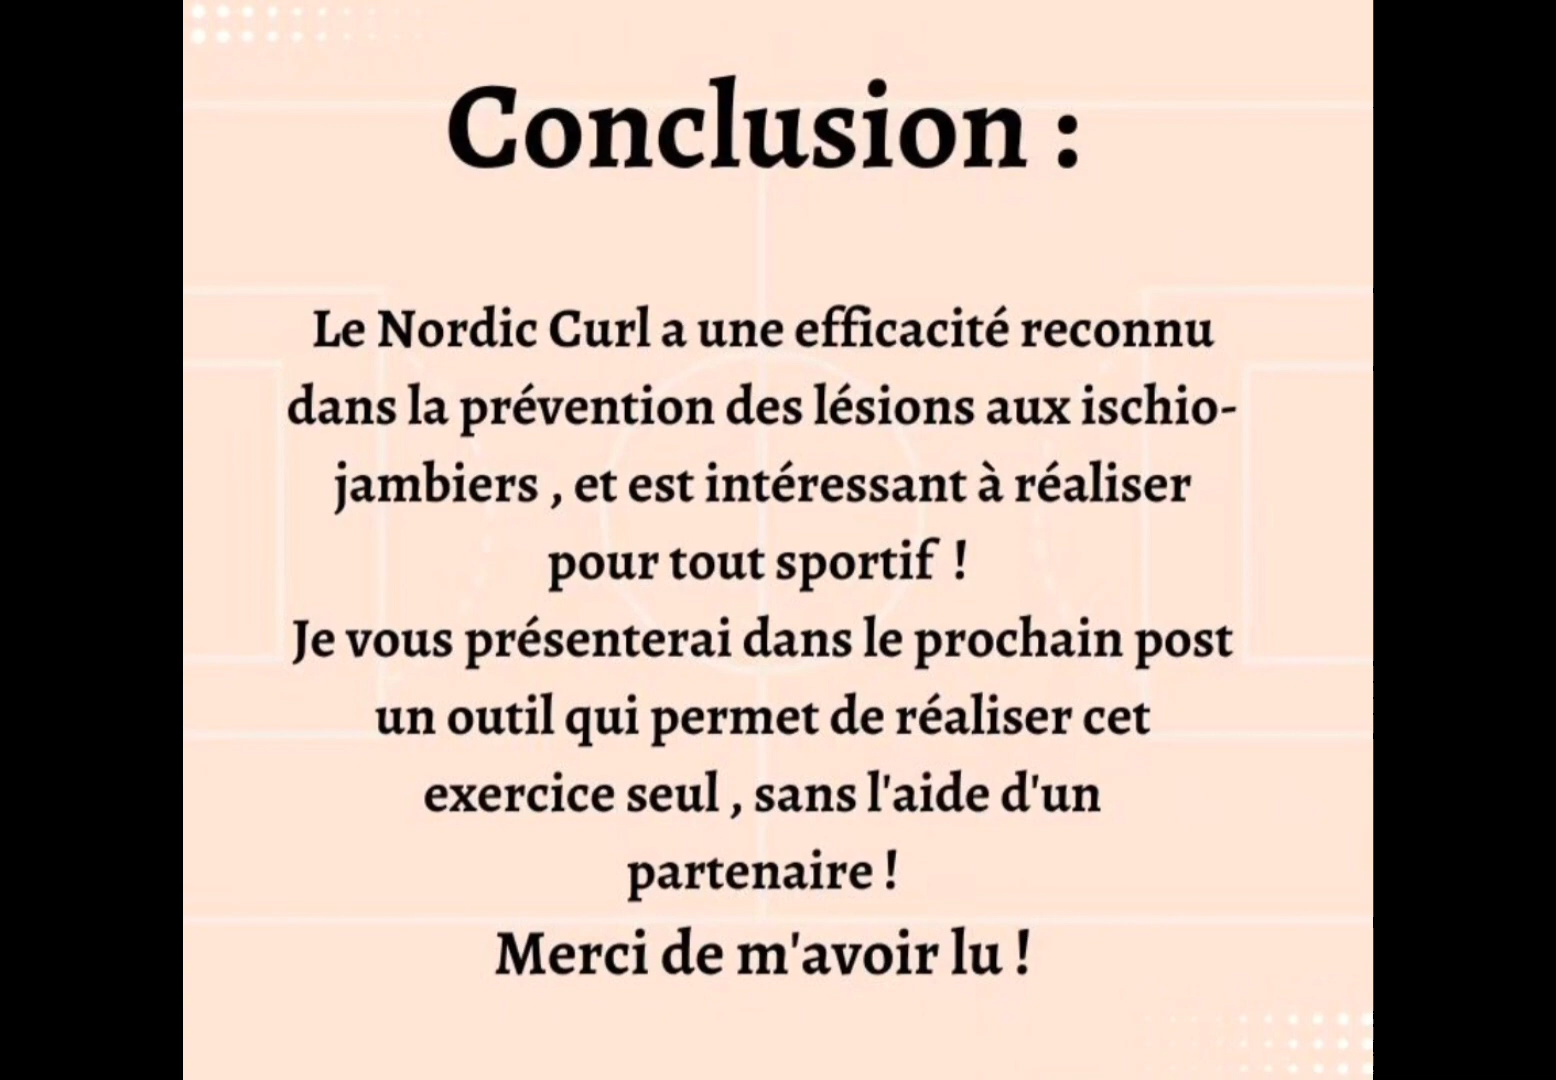 Conclusion :
Le Nordic Curl a une efficacité reconnu
dans la prévention des lésions aux ischio-
jambiers , et est intéressant à réaliser
pour tout sportif !
Je vous présenterai dans le prochain post
un outil qui permet de réaliser cet
exercice seul , sans l'aide d'un
partenaire !
Merci de m'avoir lu !